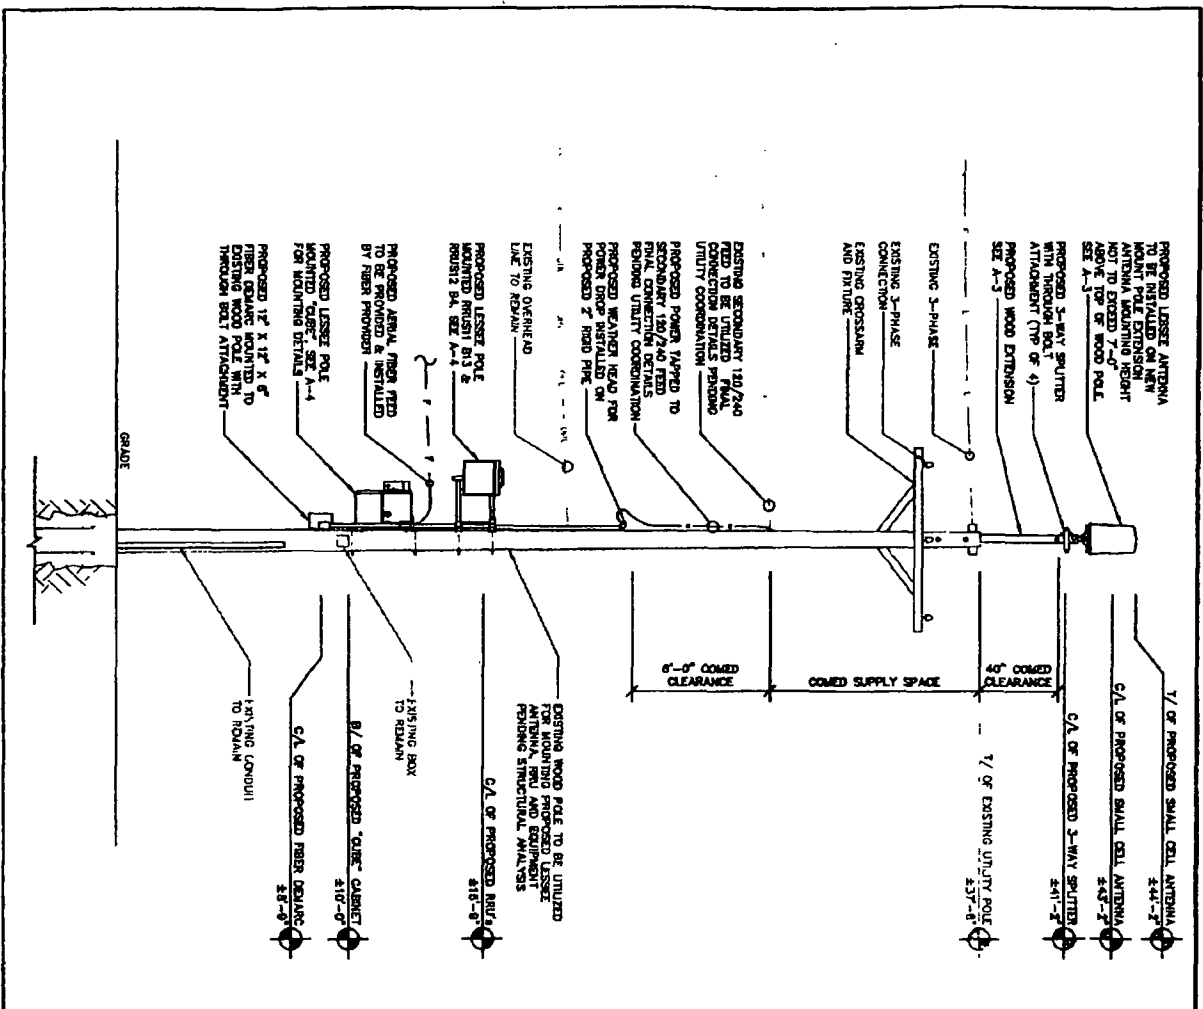 PROPOSED LESSEE ANTENNA
TO BE INSTALLED ON NEW
MOUNT POLE EXTENSION
ANTENNA MOUNTING HEIGHT
NOT TO EXCEED 7'-0"
ABOVE TOP OF WOOD POLE.
SEE A-3
PROPOSED 3-WAY SPLITTER
WITH THROUGH BOLT
ATTACHMENT (TYP OF 4)
PROPOSED WOOD EXTENSION
SEE A-3
EXISTING 3-PHASE
EXISTING 3-PHASE
CONNECTION
EXISTING CROSSARM
AND FIXTURE
EXISTING SECONDARY 120/240
FEED TO BE UTILIZED FINAL
CONNECTION DETAILS PENDING
UTILITY COORDINATION
PROPOSED POWER TAPPED TO
SECONDARY 120/240 FEED
FINAL CONNECTION DETAILS
PENDING UTILITY COORDINATION
PROPOSED WEATHER HEAD FOR
POWER DROP INSTALLED ON
PROPOSED 2" RIGID PIPE
EXISTING OVERHEAD
LINE TO REMAIN
PROPOSED LESSEE POLE
MOUNTED RRUS11 B13 &
RRUS12 B4, SEE A-4
PROPOSED AERIAL FIBER FEED
TO BE PROVIDED & INSTALLED
BY FIBER PROVIDER
PROPOSED LESSEE POLE
MOUNTED "CUBE", SEE A-4
FOR MOUNTING DETAILS
PROPOSED 12" X 12" X 6"
FIBER DEMARC MOUNTED TO
EXISTING WOOD POLE WITH
THROUGH BOLT ATTACHMENT
GRADE
F
F
40" COMED
CLEARANCE
COMED SUPPLY SPACE
6'-0" COMED
CLEARANCE
T/ OF PROPOSED SMALL CELL ANTENNA
±44'-2"
C/L OF PROPOSED SMALL CELL ANTENNA
±43'-2"
C/L OF PROPOSED 3-WAY SPLITTER
±41'-2"
T/ OF EXISTING UTILITY POLE
±37'-6"
EXISTING WOOD POLE TO BE UTILIZED
FOR MOUNTING PROPOSED LESSEE
ANTENNA, RRU AND EQUIPMENT
PENDING STRUCTURAL ANALYSIS
C/L OF PROPOSED RRU's
EXISTING BOX
TO REMAIN
B/ OF PROPOSED "CUBE" CABINET
±10'-0"
C/L OF PROPOSED FIBER DEMARC
EXISTING CONDUIT
TO REMAIN